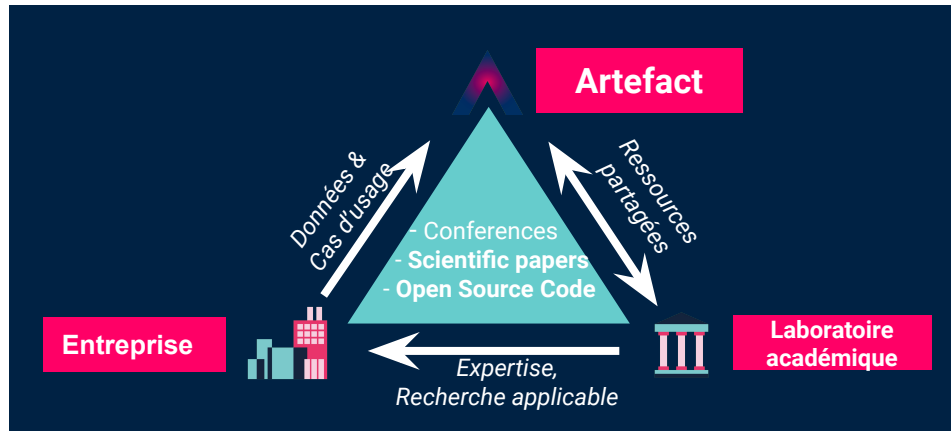 Artefact
Données &
Cas d'usage
Ressources
partagées
- Conferences
- Scientific papers
- Open Source Code
Entreprise
Laboratoire
académique
Expertise,
Recherche applicable